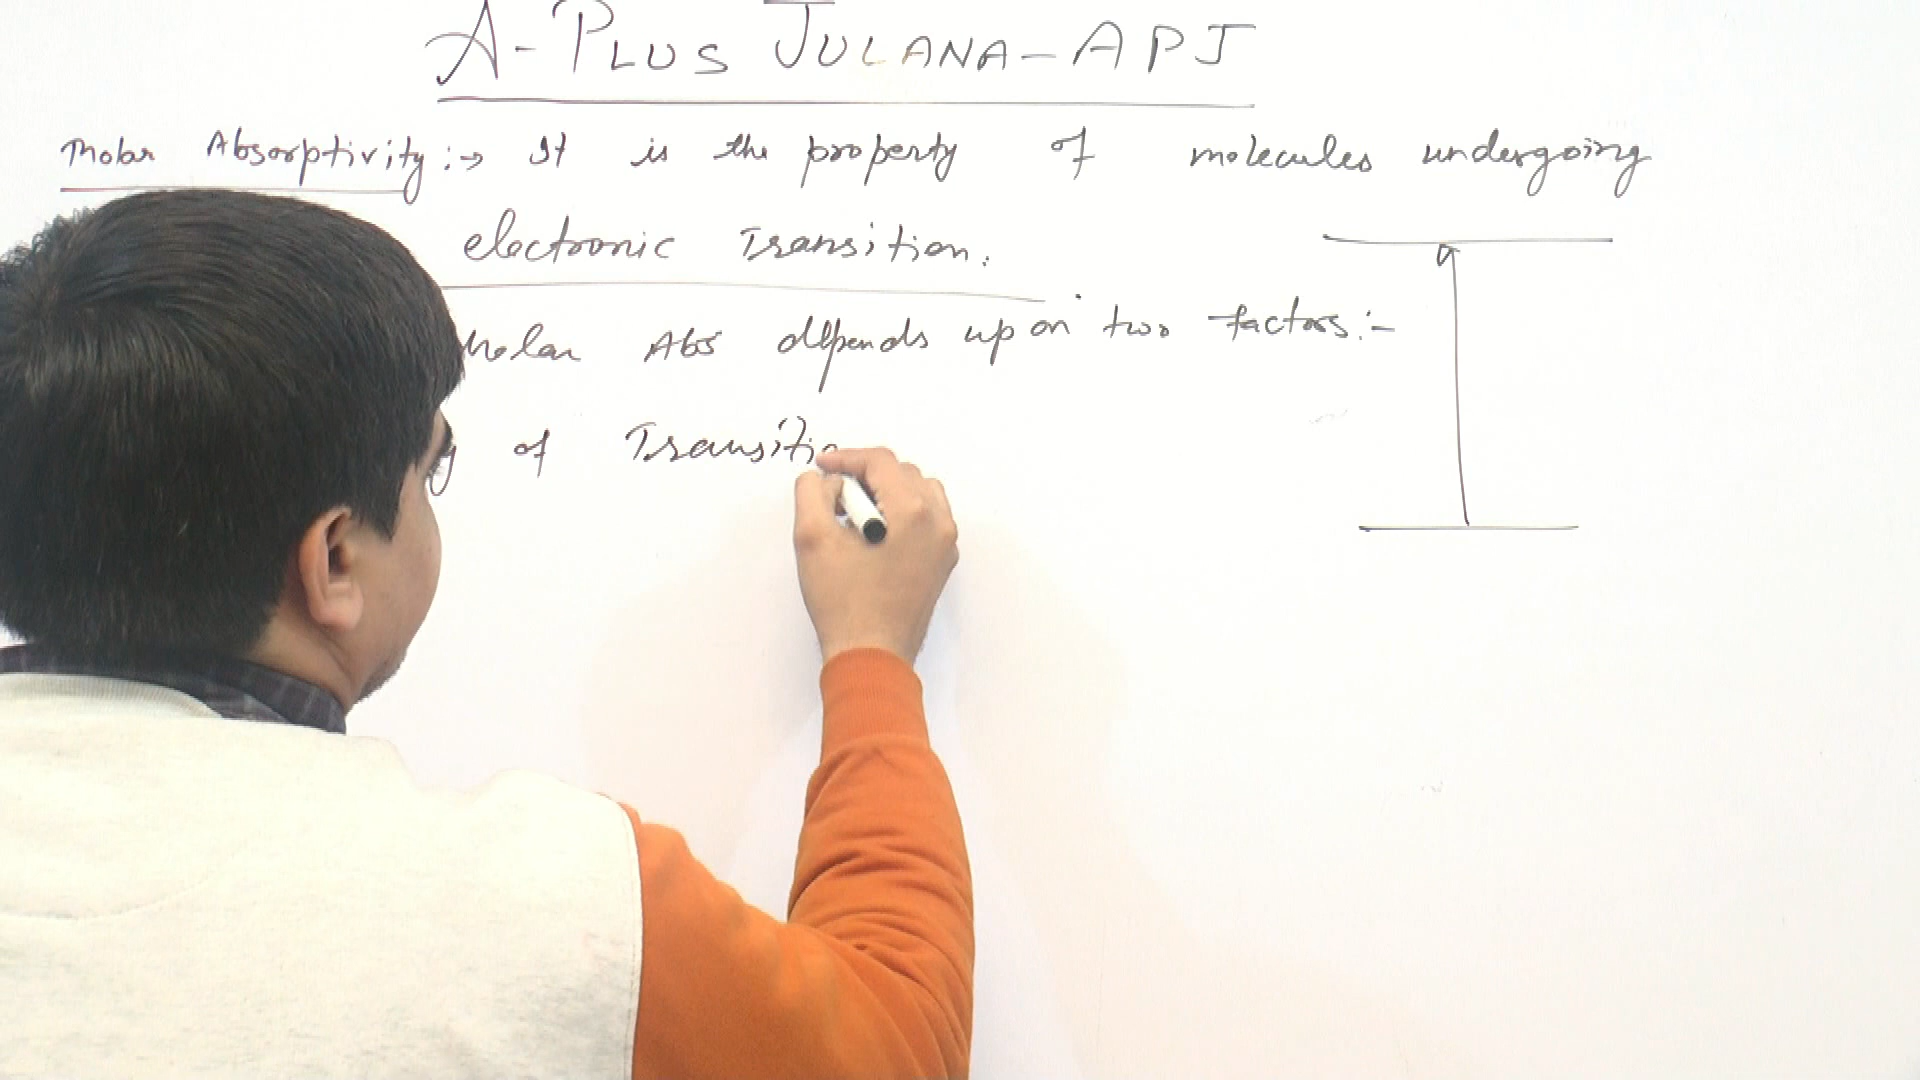 A-PLUS JULANA-APJ
Molar Absorptivity :→ It is the property of molecules undergoing
electronic Transition.
Molar Abs depends upon two factors :-
of Transitio